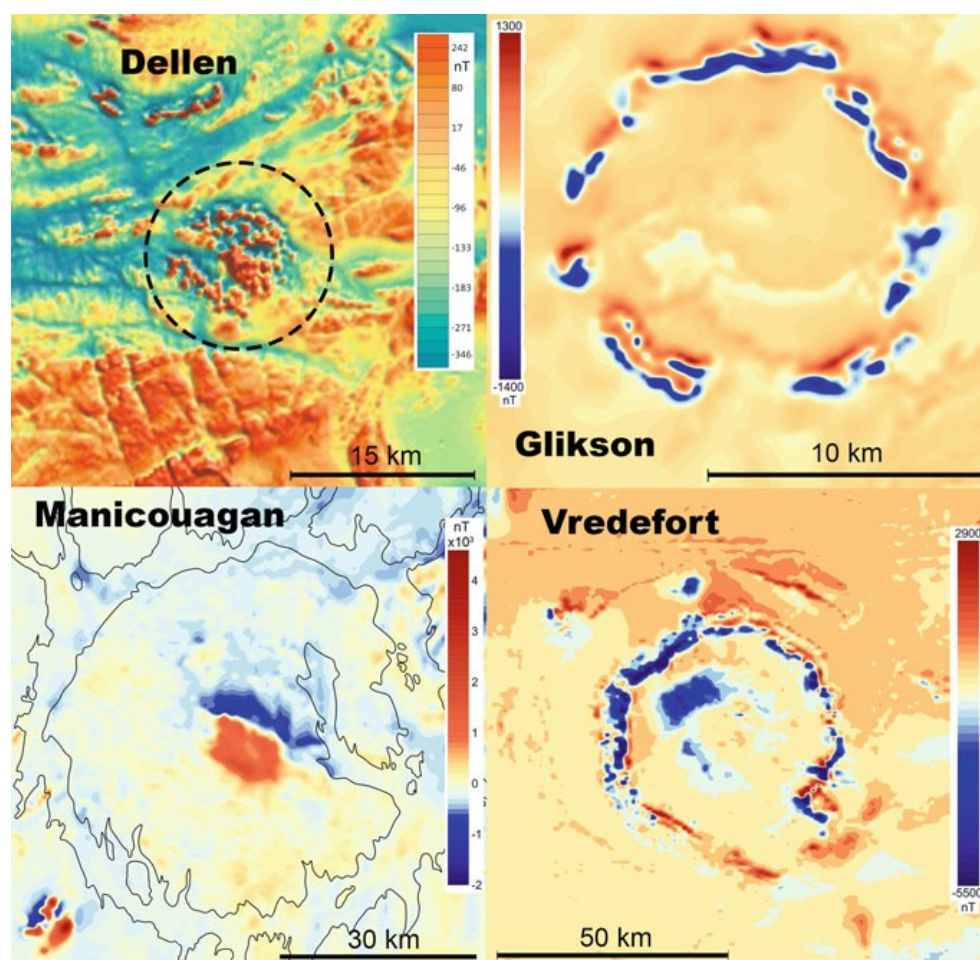 Dellen
242
nT
80
17
-46
-96
-133
-183
-271
-346
15 km
1300
-1400
nT
Glikson
10 km
Manicouagan
nT
x10³
4
3
2
1
0
-1
-2
30 km
Vredefort
2900
-5500
nT
50 km